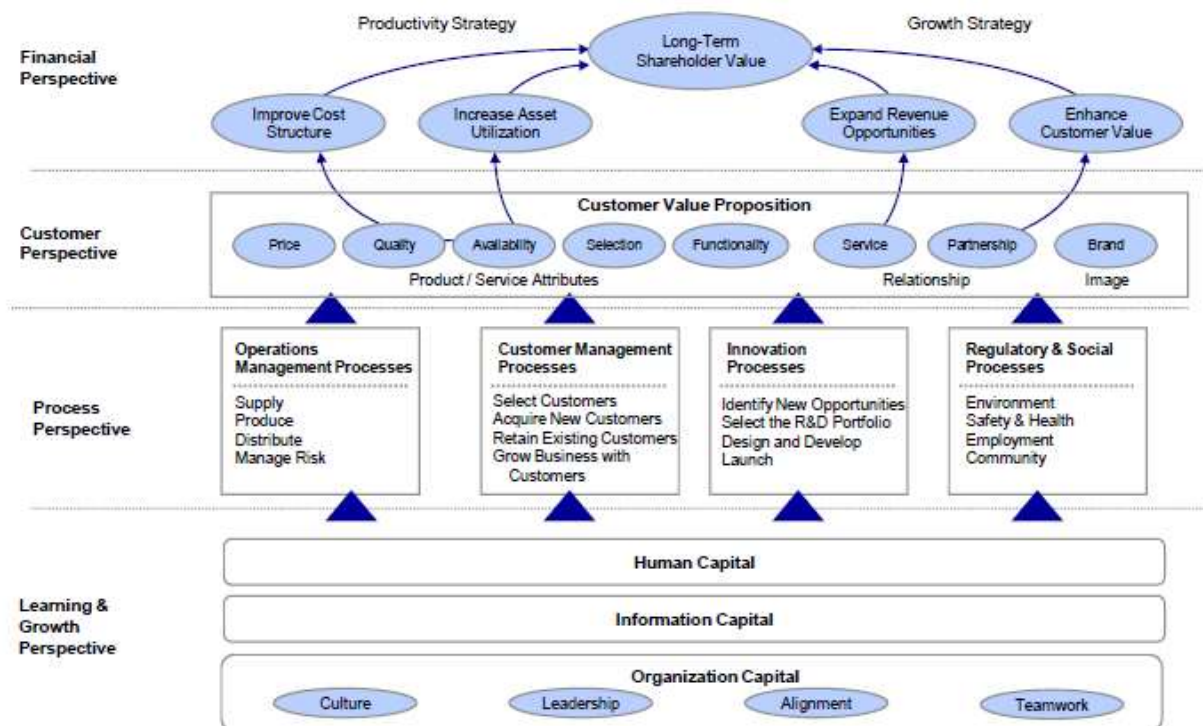 Productivity Strategy
Growth Strategy
Financial
Perspective
Long-Term
Shareholder Value
Improve Cost
Structure
Increase Asset
Utilization
Expand Revenue
Opportunities
Enhance
Customer Value
Customer
Perspective
Customer Value Proposition
Price
Quality
Availability
Selection
Functionality
Service
Partnership
Brand
Product / Service Attributes
Relationship
Image
Process
Perspective
Operations
Management Processes
Supply
Produce
Distribute
Manage Risk
Customer Management
Processes
Select Customers
Acquire New Customers
Retain Existing Customers
Grow Business with
Customers
Innovation
Processes
Identify New Opportunities
Select the R&D Portfolio
Design and Develop
Launch
Regulatory & Social
Processes
Environment
Safety & Health
Employment
Community
Learning &
Growth
Perspective
Human Capital
Information Capital
Organization Capital
Culture
Leadership
Alignment
Teamwork